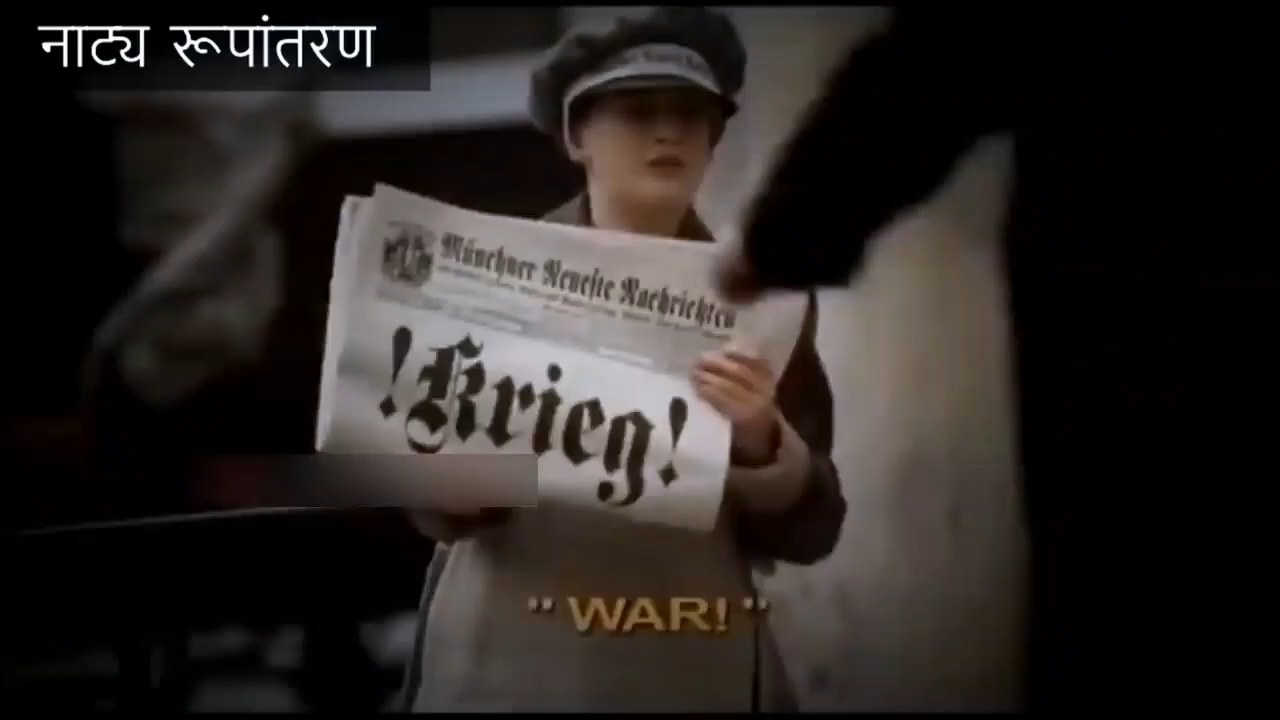 नाट्य रूपांतरण
Münchner Neueste Nachrichten
!Krieg!
" WAR! "